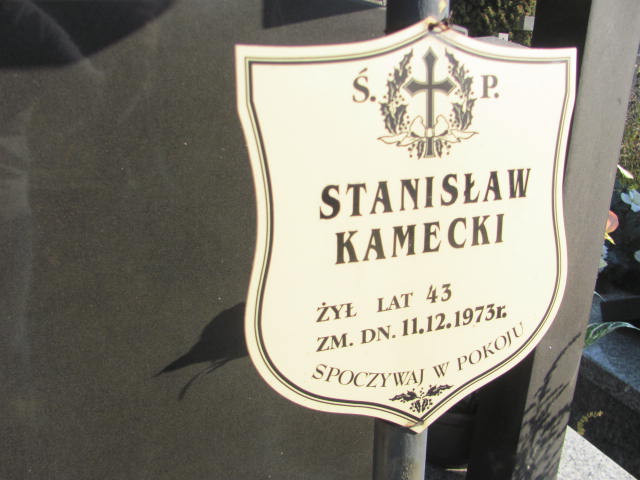 Ś. P.
STANISŁAW
KAMECKI
ŻYŁ LAT 43
ZM. DN. 11.12.1973r.
SPOCZYWAJ W POKOJU